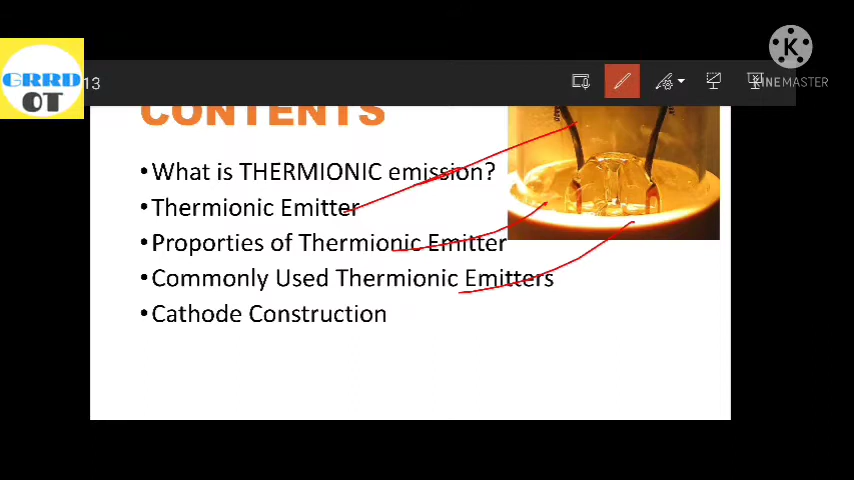 GRRD
OT
13
K
KINEMASTER
CONTENTS
•What is THERMIONIC emission?
•Thermionic Emitter
•Proporties of Thermionic Emitter
•Commonly Used Thermionic Emitters
•Cathode Construction